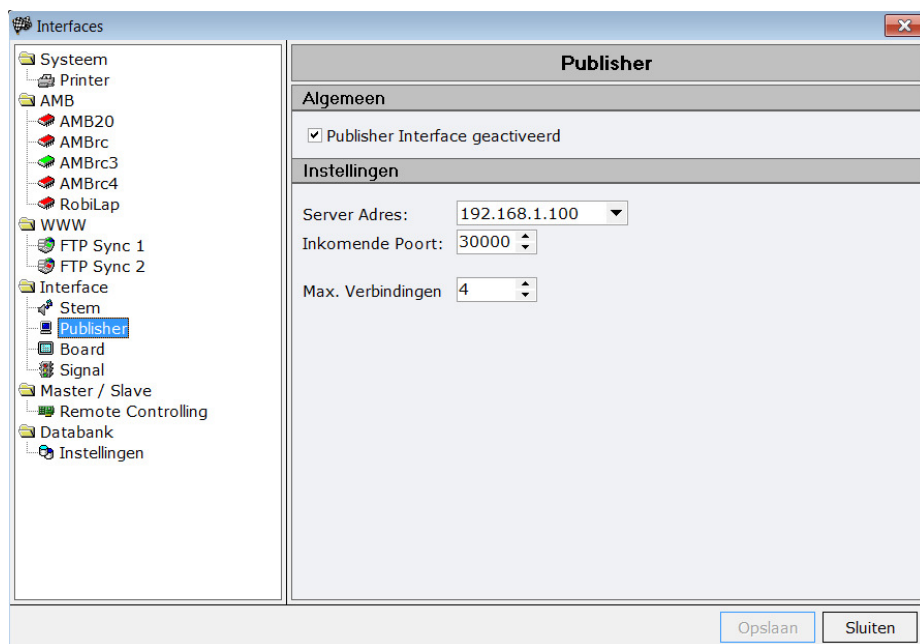 Interfaces
Systeem
Printer
AMB
AMB20
AMBrc
AMBrc3
AMBrc4
RobiLap
WWW
FTP Sync 1
FTP Sync 2
Interface
Stem
Publisher
Board
Signal
Master / Slave
Remote Controlling
Databank
Instellingen
Publisher
Algemeen
Publisher Interface geactiveerd
Instellingen
Server Adres: 192.168.1.100
Inkomende Poort: 30000
Max. Verbindingen 4
Opslaan Sluiten